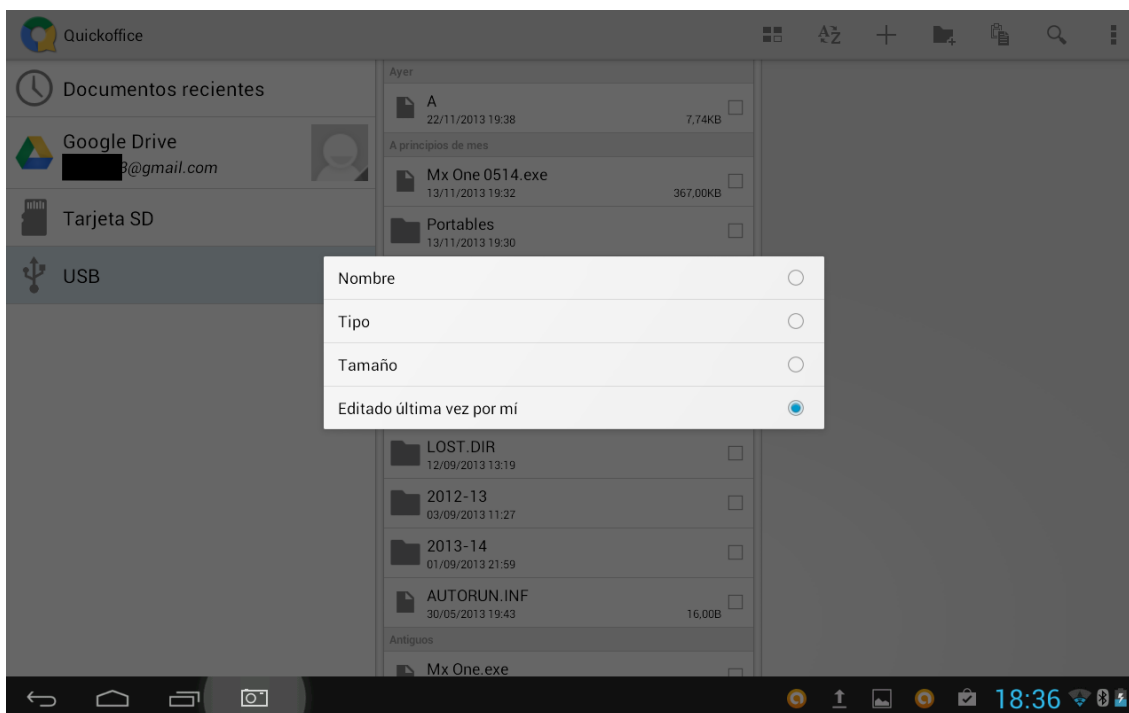 Quickoffice
Documentos recientes
Google Drive
3@gmail.com
Tarjeta SD
USB
Ayer
A
22/11/2013 19:38
7,74KB
A principios de mes
Mx One 0514.exe
13/11/2013 19:32
367,00KB
Portables
13/11/2013 19:30
Nombre
Tipo
Tamaño
Editado última vez por mí
LOST.DIR
12/09/2013 13:19
2012-13
03/09/2013 11:27
2013-14
01/09/2013 21:59
AUTORUN.INF
30/05/2013 19:43
16,00B
Antiguos
Mx One.exe
18:36